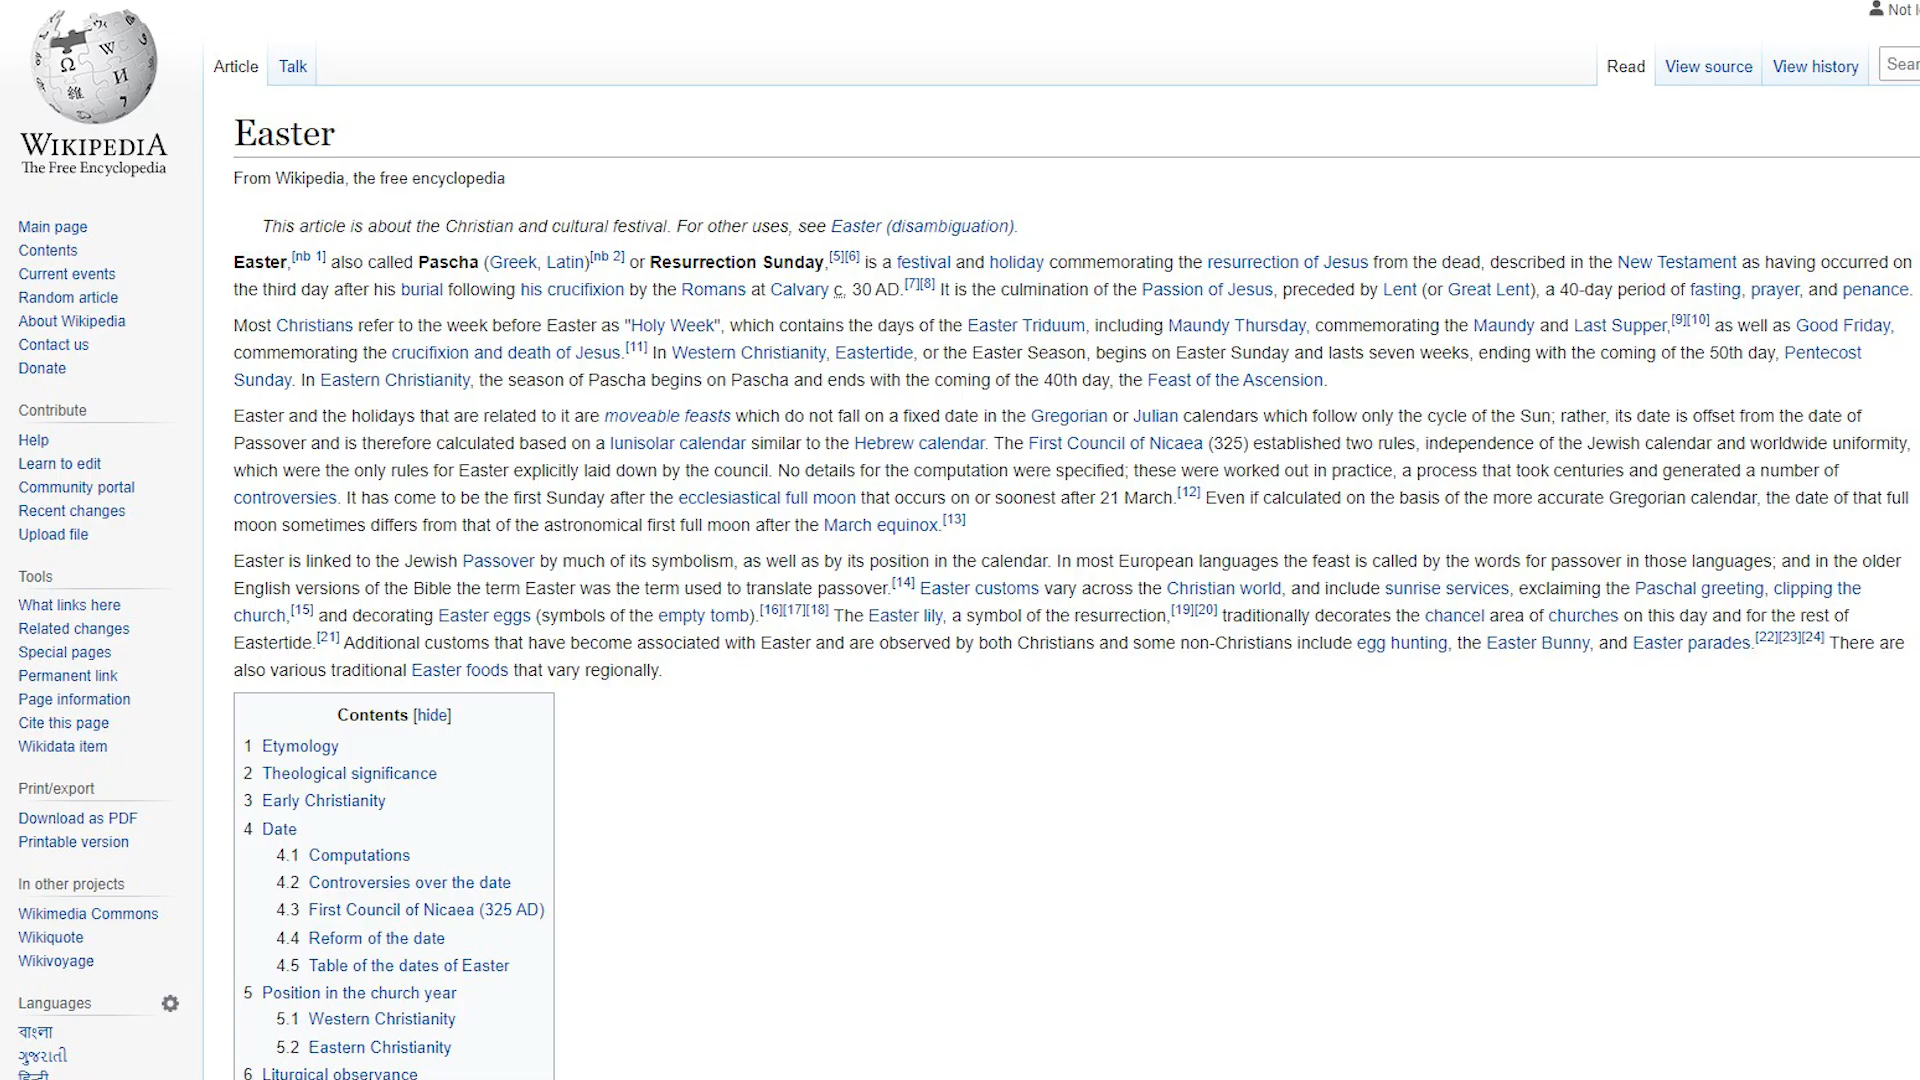 Not l
Article Talk Read View source View history Sear
WIKIPEDIA
The Free Encyclopedia
Easter
From Wikipedia, the free encyclopedia
This article is about the Christian and cultural festival. For other uses, see Easter (disambiguation).
Easter,[nb 1] also called Pascha (Greek, Latin)[nb 2] or Resurrection Sunday,[5][6] is a festival and holiday commemorating the resurrection of Jesus from the dead, described in the New Testament as having occurred on
the third day after his burial following his crucifixion by the Romans at Calvary c. 30 AD.[7][8] It is the culmination of the Passion of Jesus, preceded by Lent (or Great Lent), a 40-day period of fasting, prayer, and penance.
Most Christians refer to the week before Easter as "Holy Week", which contains the days of the Easter Triduum, including Maundy Thursday, commemorating the Maundy and Last Supper,[9][10] as well as Good Friday,
commemorating the crucifixion and death of Jesus.[11] In Western Christianity, Eastertide, or the Easter Season, begins on Easter Sunday and lasts seven weeks, ending with the coming of the 50th day, Pentecost
Sunday. In Eastern Christianity, the season of Pascha begins on Pascha and ends with the coming of the 40th day, the Feast of the Ascension.
Easter and the holidays that are related to it are moveable feasts which do not fall on a fixed date in the Gregorian or Julian calendars which follow only the cycle of the Sun; rather, its date is offset from the date of
Passover and is therefore calculated based on a lunisolar calendar similar to the Hebrew calendar. The First Council of Nicaea (325) established two rules, independence of the Jewish calendar and worldwide uniformity,
which were the only rules for Easter explicitly laid down by the council. No details for the computation were specified; these were worked out in practice, a process that took centuries and generated a number of
controversies. It has come to be the first Sunday after the ecclesiastical full moon that occurs on or soonest after 21 March.[12] Even if calculated on the basis of the more accurate Gregorian calendar, the date of that full
moon sometimes differs from that of the astronomical first full moon after the March equinox.[13]
Easter is linked to the Jewish Passover by much of its symbolism, as well as by its position in the calendar. In most European languages the feast is called by the words for passover in those languages; and in the older
English versions of the Bible the term Easter was the term used to translate passover.[14] Easter customs vary across the Christian world, and include sunrise services, exclaiming the Paschal greeting, clipping the
church,[15] and decorating Easter eggs (symbols of the empty tomb).[16][17][18] The Easter lily, a symbol of the resurrection,[19][20] traditionally decorates the chancel area of churches on this day and for the rest of
Eastertide.[21] Additional customs that have become associated with Easter and are observed by both Christians and some non-Christians include egg hunting, the Easter Bunny, and Easter parades.[22][23][24] There are
also various traditional Easter foods that vary regionally.
Contents [hide]
1 Etymology
2 Theological significance
3 Early Christianity
4 Date
4.1 Computations
4.2 Controversies over the date
4.3 First Council of Nicaea (325 AD)
4.4 Reform of the date
4.5 Table of the dates of Easter
5 Position in the church year
5.1 Western Christianity
5.2 Eastern Christianity
6 Liturgical observance
Main page
Contents
Current events
Random article
About Wikipedia
Contact us
Donate
Contribute
Help
Learn to edit
Community portal
Recent changes
Upload file
Tools
What links here
Related changes
Special pages
Permanent link
Page information
Cite this page
Wikidata item
Print/export
Download as PDF
Printable version
In other projects
Wikimedia Commons
Wikiquote
Wikivoyage
Languages
বাংলা
ગુજરાતી
हिन्दी